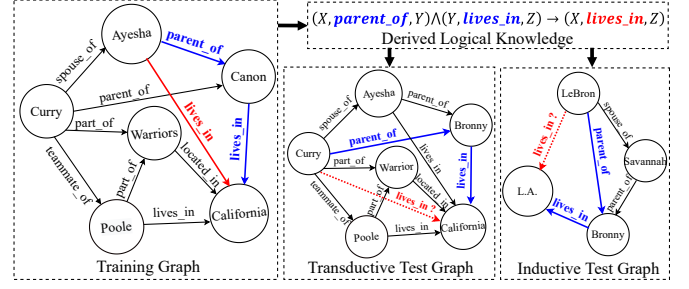 (X, parent_of, Y)∧(Y, lives_in, Z) → (X, lives_in, Z)
Derived Logical Knowledge
Ayesha
Canon
Curry
Warriors
Poole
California
spouse_of
parent_of
parent_of
part_of
teammate_of
part_of
located_in
lives_in
lives_in
lives_in
Training Graph
Ayesha
Bronny
Curry
Warrior
Poole
California
spouse_of
parent_of
parent_of
part_of
teammate_of
part_of
located_in
lives_in
lives_in
lives_in
lives_in ?
Transductive Test Graph
LeBron
Savannah
L.A.
Bronny
spouse_of
lives_in ?
parent_of
parent_of
lives_in
Inductive Test Graph